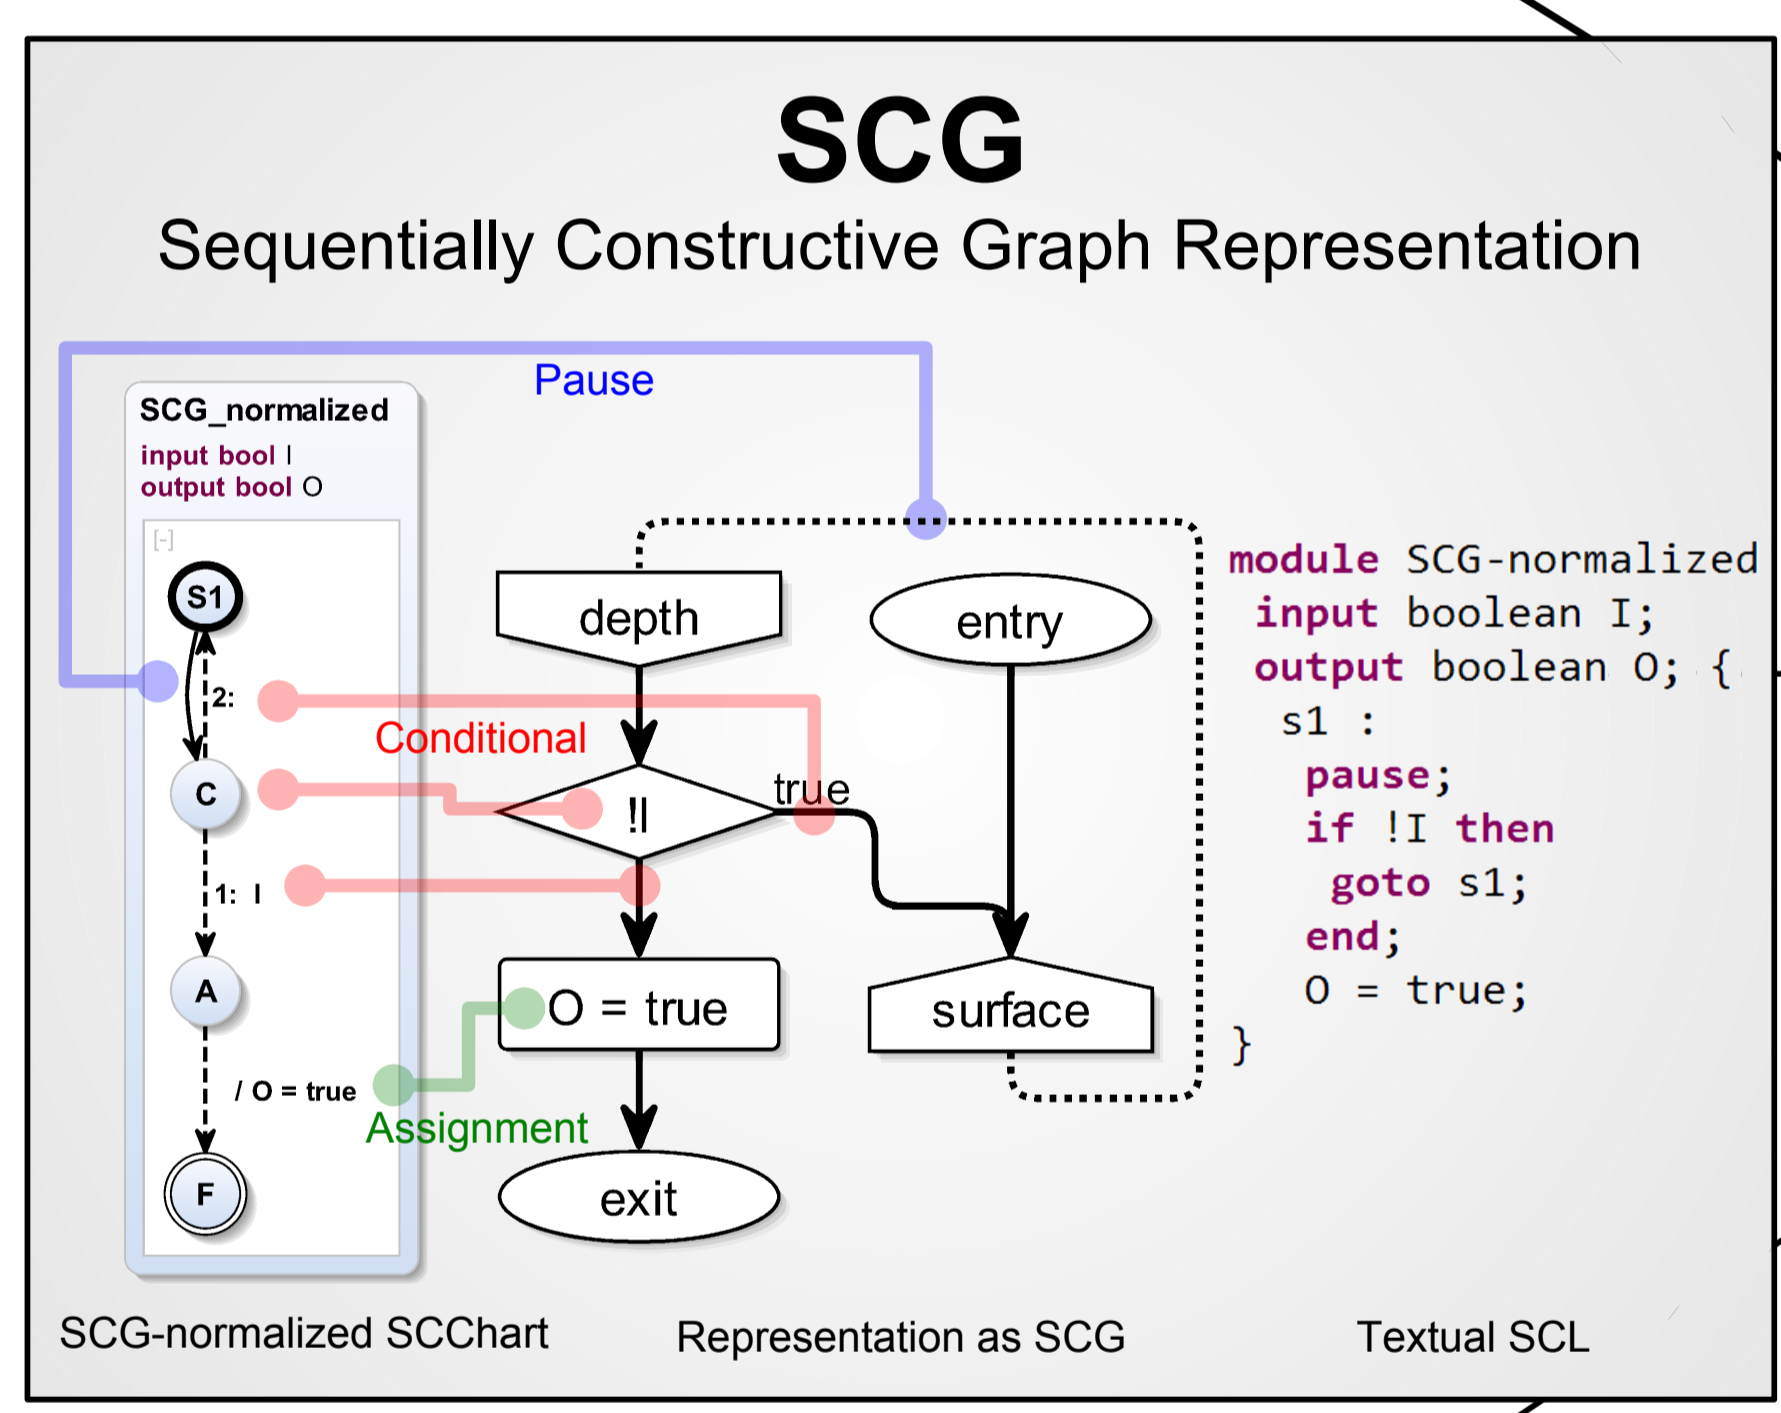 SCG
Sequentially Constructive Graph Representation
Pause
SCG_normalized
input bool I
output bool O
[-]
S1
2:
C
1: I
A
/ O = true
F
Conditional
Assignment
depth
entry
!I
true
O = true
surface
exit
module SCG-normalized
input boolean I;
output boolean O; {
s1 :
pause;
if !I then
goto s1;
end;
O = true;
}
SCG-normalized SCChart
Representation as SCG
Textual SCL